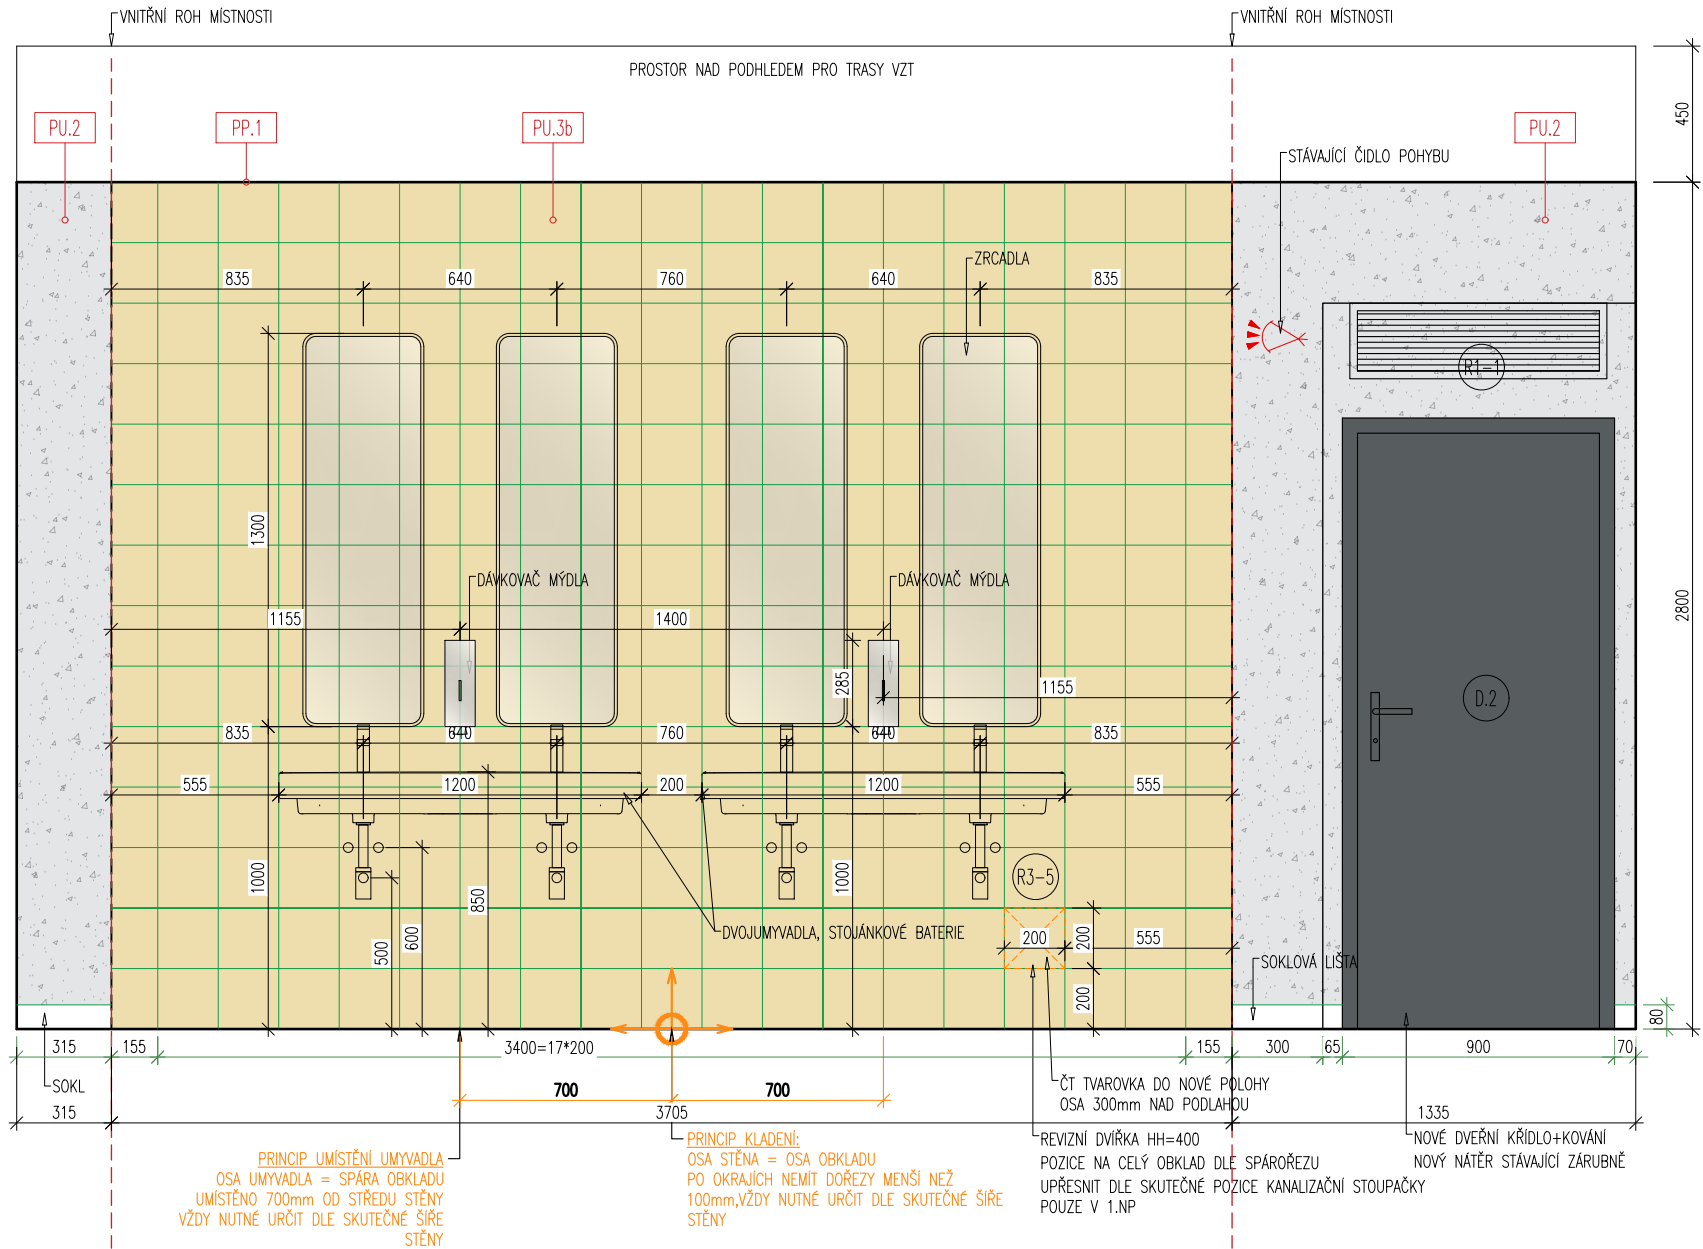 VNITŘNÍ ROH MÍSTNOSTI
VNITŘNÍ ROH MÍSTNOSTI
PROSTOR NAD PODHLEDEM PRO TRASY VZT
450
PU.2
PP.1
PU.3b
PU.2
STÁVAJÍCÍ ČIDLO POHYBU
ZRCADLA
835
640
760
640
835
R1-1
1300
DÁVKOVAČ MÝDLA
DÁVKOVAČ MÝDLA
2800
1155
1400
285
1155
D.2
835
640
760
640
835
555
1200
200
1200
555
1000
850
1000
R3-5
500
600
DVOJUMYVADLA, STOJÁNKOVÉ BATERIE
200
200
555
200
SOKLOVÁ LIŠTA
80
315
155
3400=17*200
155
300
65
900
70
SOKL
700
700
ČT TVAROVKA DO NOVÉ POLOHY
OSA 300mm NAD PODLAHOU
315
3705
1335
PRINCIP UMÍSTĚNÍ UMYVADLA
OSA UMYVADLA = SPÁRA OBKLADU
UMÍSTĚNO 700mm OD STŘEDU STĚNY
VŽDY NUTNÉ URČIT DLE SKUTEČNÉ ŠÍŘE
STĚNY
PRINCIP KLADENÍ:
OSA STĚNA = OSA OBKLADU
PO OKRAJÍCH NEMÍT DOŘEZY MENŠÍ NEŽ
100mm,VŽDY NUTNÉ URČIT DLE SKUTEČNÉ ŠÍŘE
STĚNY
REVIZNÍ DVÍŘKA HH=400
POZICE NA CELÝ OBKLAD DLE SPÁROŘEZU
UPŘESNIT DLE SKUTEČNÉ POZICE KANALIZAČNÍ STOUPAČKY
POUZE V 1.NP
NOVÉ DVEŘNÍ KŘÍDLO+KOVÁNÍ
NOVÝ NÁTĚR STÁVAJÍCÍ ZÁRUBNĚ